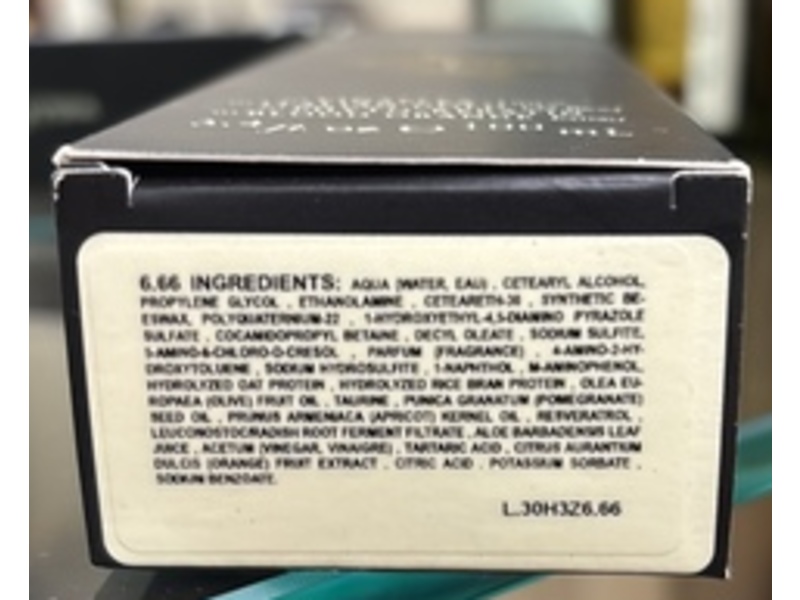 6.66 INGREDIENTS: AQUA (WATER, EAU) , CETEARYL ALCOHOL,
PROPYLENE GLYCOL , ETHANOLAMINE , CETEARETH-30 , SYNTHETIC BE-
ESWAX, POLYQUATERNIUM-22 , 1-HYDROXYETHYL-4,5-DIAMINO PYRAZOLE
SULFATE , COCAMIDOPROPYL BETAINE , DECYL OLEATE , SODIUM SULFITE,
5-AMINO-6-CHLORO-O-CRESOL , PARFUM (FRAGRANCE) , 4-AMINO-2-HY-
DROXYTOLUENE , SODIUM HYDROSULFITE , 1-NAPHTHOL , M-AMINOPHENOL,
HYDROLYZED OAT PROTEIN , HYDROLYZED RICE BRAN PROTEIN , OLEA EU-
ROPAEA (OLIVE) FRUIT OIL , TAURINE , PUNICA GRANATUM (POMEGRANATE)
SEED OIL , PRUNUS ARMENIACA (APRICOT) KERNEL OIL , RESVERATROL ,
LEUCONOSTOC/RADISH ROOT FERMENT FILTRATE , ALOE BARBADENSIS LEAF
JUICE , ACETUM (VINEGAR, VINAIGRE) , TARTARIC ACID , CITRUS AURANTIUM
DULCIS (ORANGE) FRUIT EXTRACT , CITRIC ACID , POTASSIUM SORBATE ,
SODIUM BENZOATE.
L.30H3Z6.66